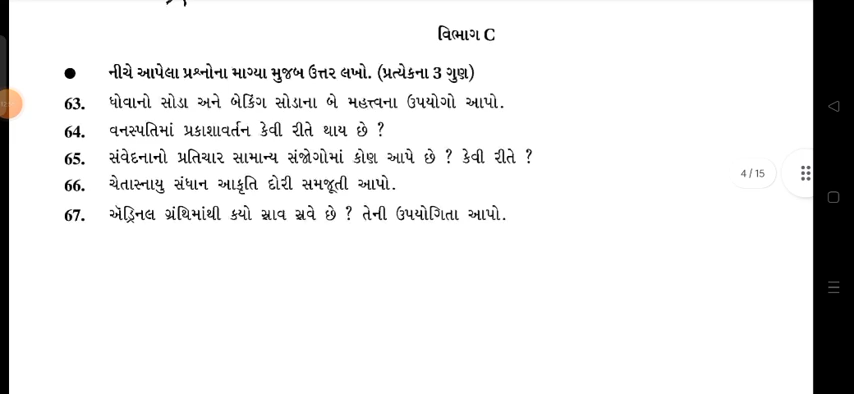 વિભાગ C
● નીચે આપેલા પ્રશ્નોના માગ્યા મુજબ ઉત્તર લખો. (પ્રત્યેકના 3 ગુણ)
63. ધોવાનો સોડા અને બેકિંગ સોડાના બે મહત્ત્વના ઉપયોગો આપો.
64. વનસ્પતિમાં પ્રકાશાવર્તન કેવી રીતે થાય છે ?
65. સંવેદનાનો પ્રતિચાર સામાન્ય સંજોગોમાં કોણ આપે છે ? કેવી રીતે ?
4 / 15
66. ચેતાસ્નાયુ સંધાન આકૃતિ દોરી સમજૂતી આપો.
67. ઍડ્રિનલ ગ્રંથિમાંથી કયો સ્રાવ સ્રવે છે ? તેની ઉપયોગિતા આપો.